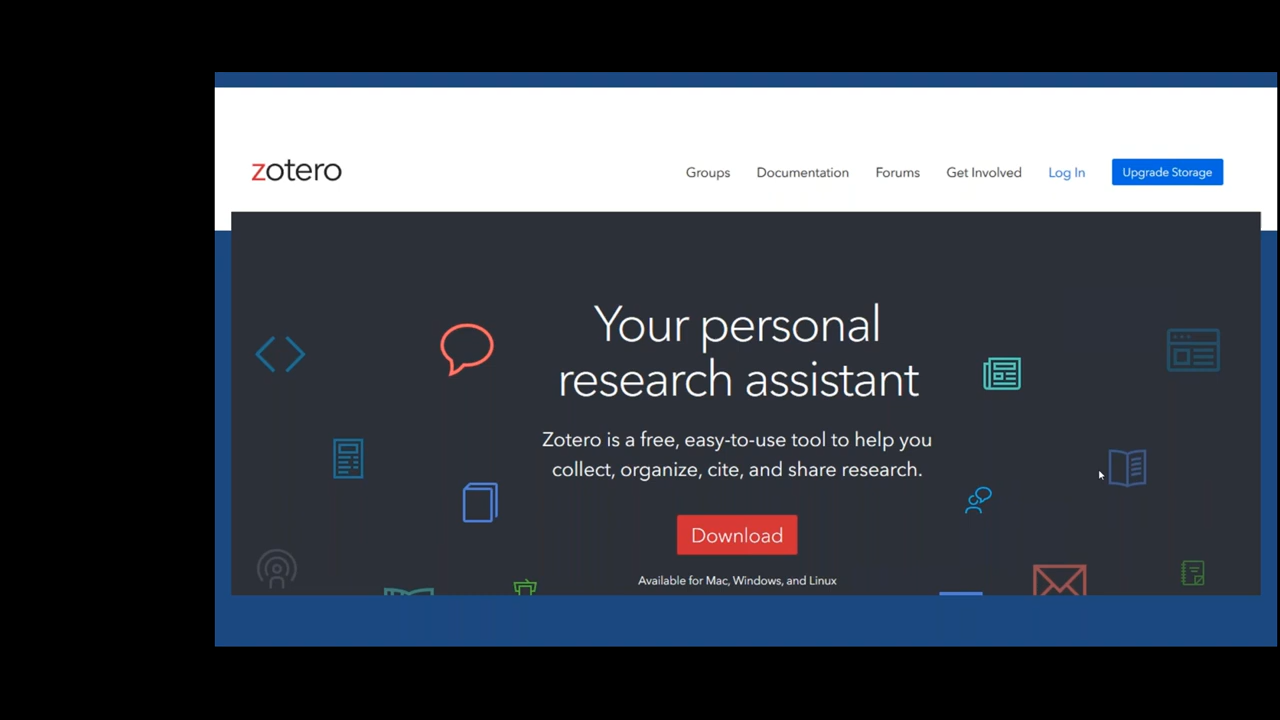 zotero
Groups Documentation Forums Get Involved Log In Upgrade Storage
Your personal
research assistant
Zotero is a free, easy-to-use tool to help you
collect, organize, cite, and share research.
Download
Available for Mac, Windows, and Linux